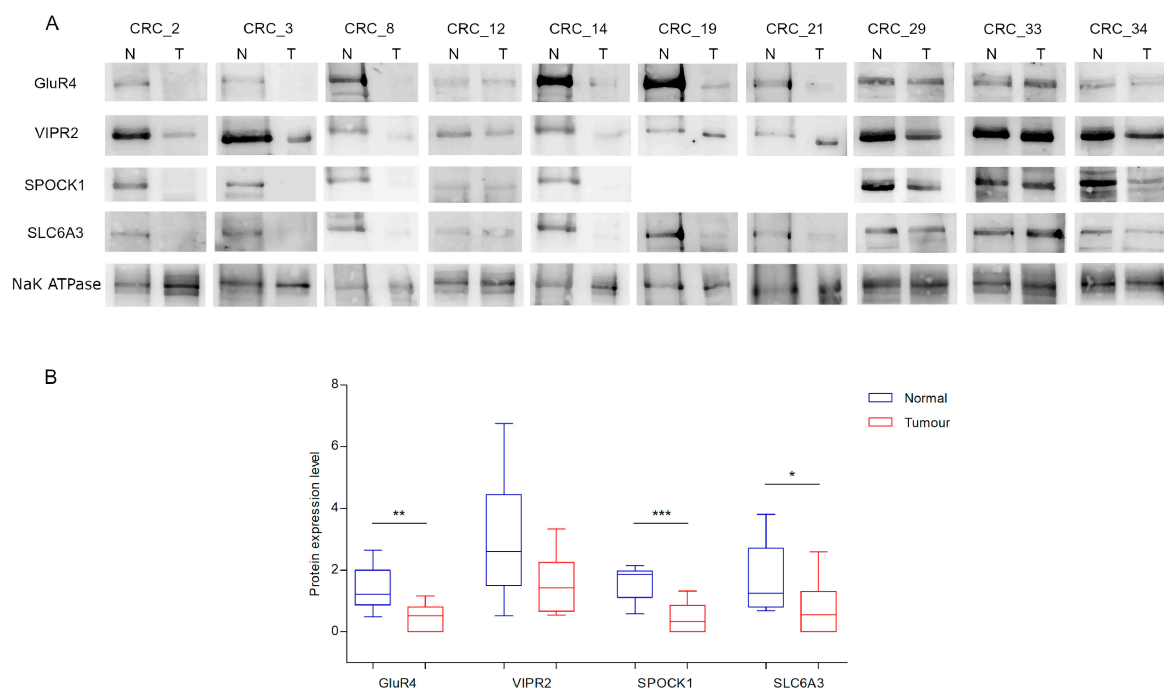 A
CRC_2 CRC_3 CRC_8 CRC_12 CRC_14 CRC_19 CRC_21 CRC_29 CRC_33 CRC_34
N T N T N T N T N T N T N T N T N T N T
GluR4
VIPR2
SPOCK1
SLC6A3
NaK ATPase
B
8
6
4
2
0
Protein expression level
** *** *
Normal
Tumour
GluR4 VIPR2 SPOCK1 SLC6A3